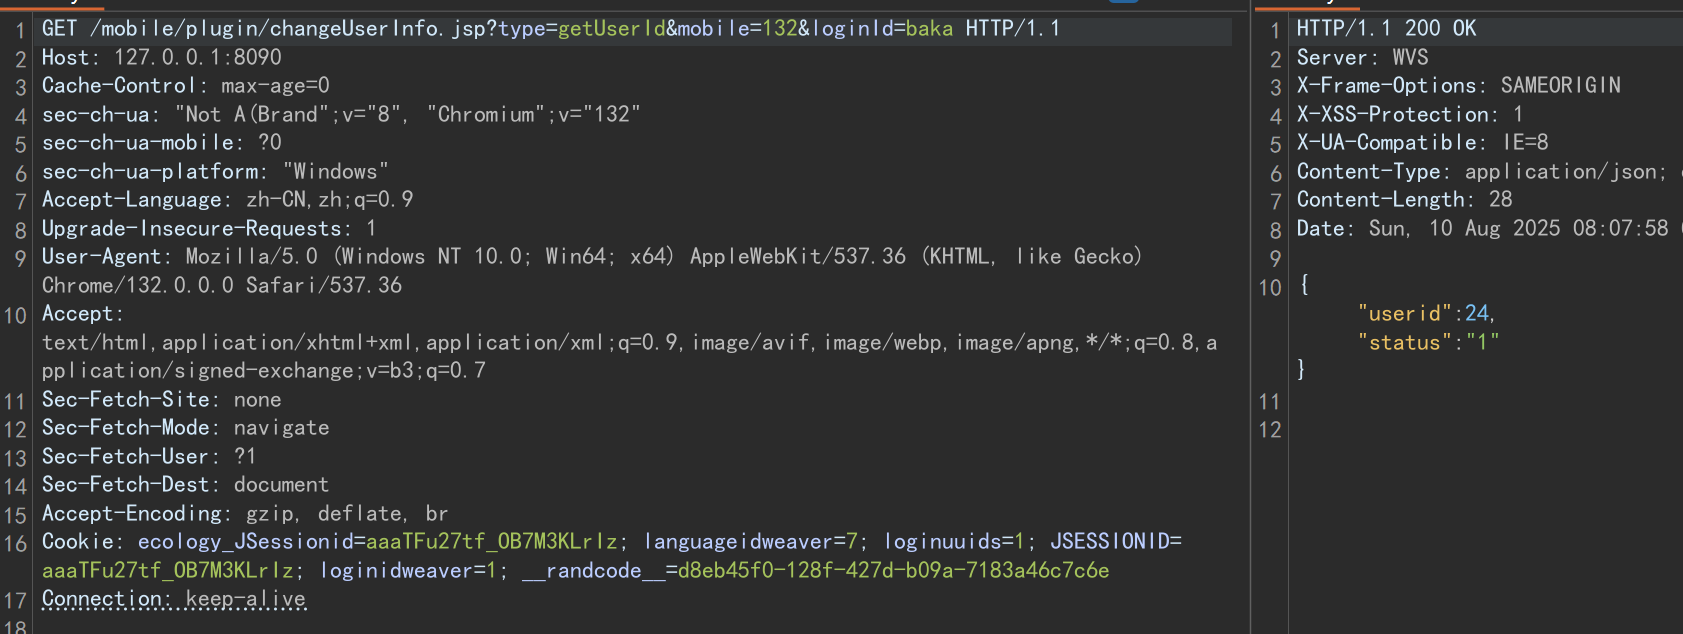 1 GET /mobile/plugin/changeUserInfo.jsp?type=getUserId&mobile=132&loginId=baka HTTP/1.1
2 Host: 127.0.0.1:8090
3 Cache-Control: max-age=0
4 sec-ch-ua: "Not A(Brand";v="8", "Chromium";v="132"
5 sec-ch-ua-mobile: ?0
6 sec-ch-ua-platform: "Windows"
7 Accept-Language: zh-CN,zh;q=0.9
8 Upgrade-Insecure-Requests: 1
9 User-Agent: Mozilla/5.0 (Windows NT 10.0; Win64; x64) AppleWebKit/537.36 (KHTML, like Gecko)
Chrome/132.0.0.0 Safari/537.36
10 Accept:
text/html,application/xhtml+xml,application/xml;q=0.9,image/avif,image/webp,image/apng,*/*;q=0.8,a
pplication/signed-exchange;v=b3;q=0.7
11 Sec-Fetch-Site: none
12 Sec-Fetch-Mode: navigate
13 Sec-Fetch-User: ?1
14 Sec-Fetch-Dest: document
15 Accept-Encoding: gzip, deflate, br
16 Cookie: ecology_JSessionid=aaaTFu27tf_OB7M3KLrIz; languageidweaver=7; loginuuids=1; JSESSIONID=
aaaTFu27tf_OB7M3KLrIz; loginidweaver=1; __randcode__=d8eb45f0-128f-427d-b09a-7183a46c7c6e
17 Connection: keep-alive
18
1 HTTP/1.1 200 OK
2 Server: WVS
3 X-Frame-Options: SAMEORIGIN
4 X-XSS-Protection: 1
5 X-UA-Compatible: IE=8
6 Content-Type: application/json;
7 Content-Length: 28
8 Date: Sun, 10 Aug 2025 08:07:58
9
10 {
"userid":24,
"status":"1"
}
11
12